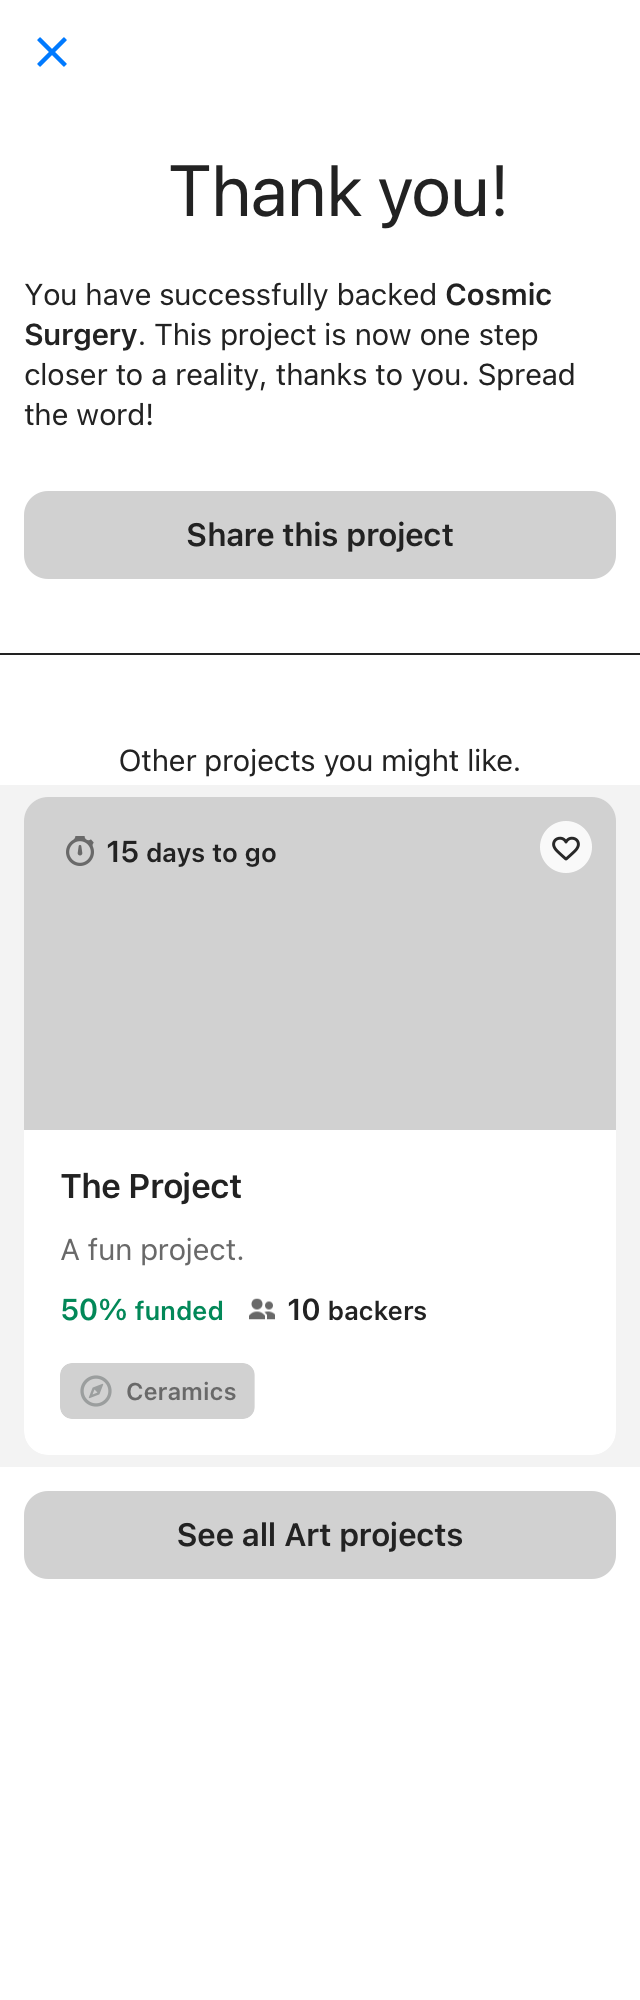 Thank you!
You have successfully backed Cosmic
Surgery. This project is now one step
closer to a reality, thanks to you. Spread
the word!
Share this project
Other projects you might like.
15 days to go
The Project
A fun project.
50% funded 10 backers
Ceramics
See all Art projects